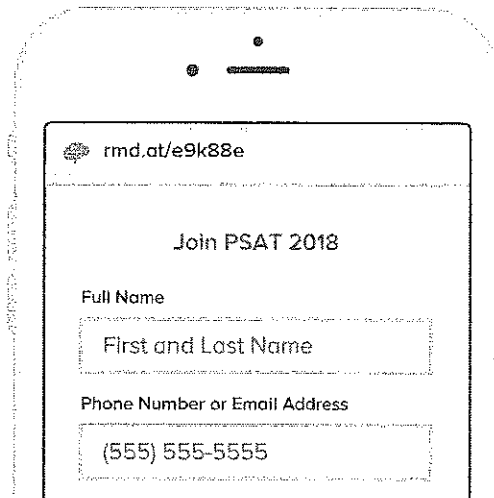 rmd.at/e9k88e
Join PSAT 2018
Full Name
First and Last Name
Phone Number or Email Address
(555) 555-5555